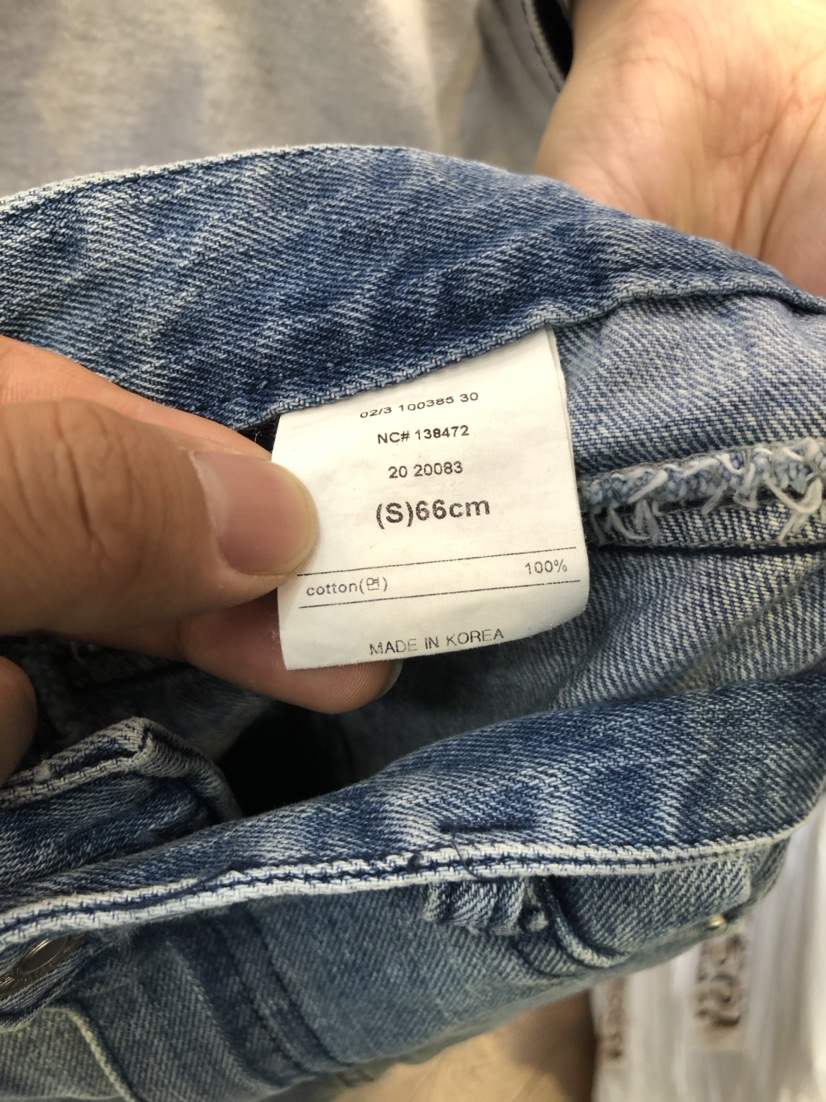 02/3 100385 30
NC# 138472
20 20083
(S)66cm
cotton(면) 100%
MADE IN KOREA